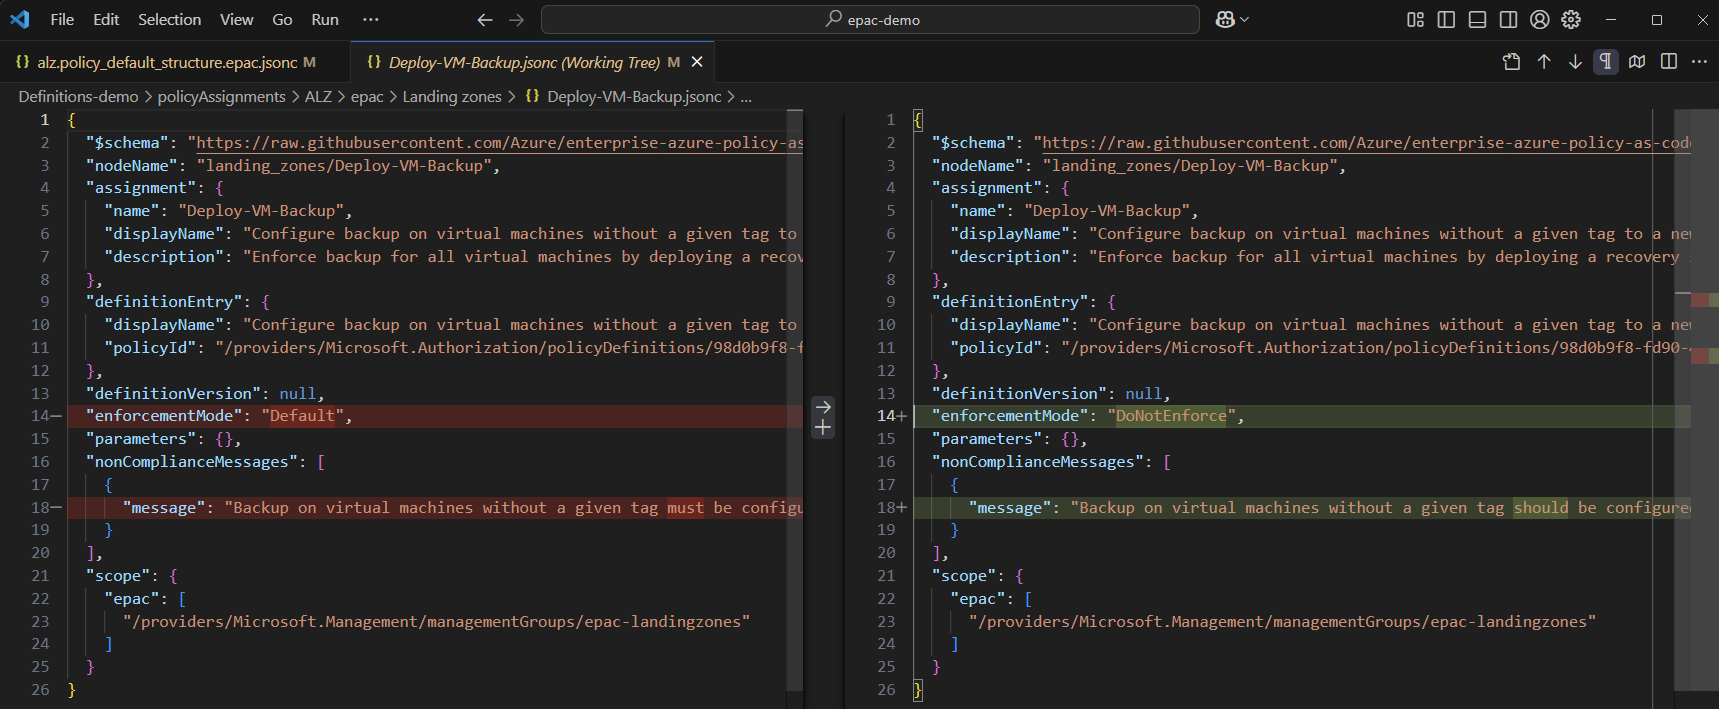 File Edit Selection View Go Run ··· epac-demo
{} alz.policy_default_structure.epac.jsonc M {} Deploy-VM-Backup.jsonc (Working Tree) M
Definitions-demo > policyAssignments > ALZ > epac > Landing zones > {} Deploy-VM-Backup.jsonc > ...
1 {
2 "$schema": "https://raw.githubusercontent.com/Azure/enterprise-azure-policy-as
3 "nodeName": "landing_zones/Deploy-VM-Backup",
4 "assignment": {
5 "name": "Deploy-VM-Backup",
6 "displayName": "Configure backup on virtual machines without a given tag to
7 "description": "Enforce backup for all virtual machines by deploying a recov
8 },
9 "definitionEntry": {
10 "displayName": "Configure backup on virtual machines without a given tag to
11 "policyId": "/providers/Microsoft.Authorization/policyDefinitions/98d0b9f8-f
12 },
13 "definitionVersion": null,
14— "enforcementMode": "Default",
15 "parameters": {},
16 "nonComplianceMessages": [
17 {
18— "message": "Backup on virtual machines without a given tag must be configu
19 }
20 ],
21 "scope": {
22 "epac": [
23 "/providers/Microsoft.Management/managementGroups/epac-landingzones"
24 ]
25 }
26 }
1 {
2 "$schema": "https://raw.githubusercontent.com/Azure/enterprise-azure-policy-as-code
3 "nodeName": "landing_zones/Deploy-VM-Backup",
4 "assignment": {
5 "name": "Deploy-VM-Backup",
6 "displayName": "Configure backup on virtual machines without a given tag to a new
7 "description": "Enforce backup for all virtual machines by deploying a recovery
8 },
9 "definitionEntry": {
10 "displayName": "Configure backup on virtual machines without a given tag to a new
11 "policyId": "/providers/Microsoft.Authorization/policyDefinitions/98d0b9f8-fd90-
12 },
13 "definitionVersion": null,
14+ "enforcementMode": "DoNotEnforce",
15 "parameters": {},
16 "nonComplianceMessages": [
17 {
18+ "message": "Backup on virtual machines without a given tag should be configured
19 }
20 ],
21 "scope": {
22 "epac": [
23 "/providers/Microsoft.Management/managementGroups/epac-landingzones"
24 ]
25 }
26 }